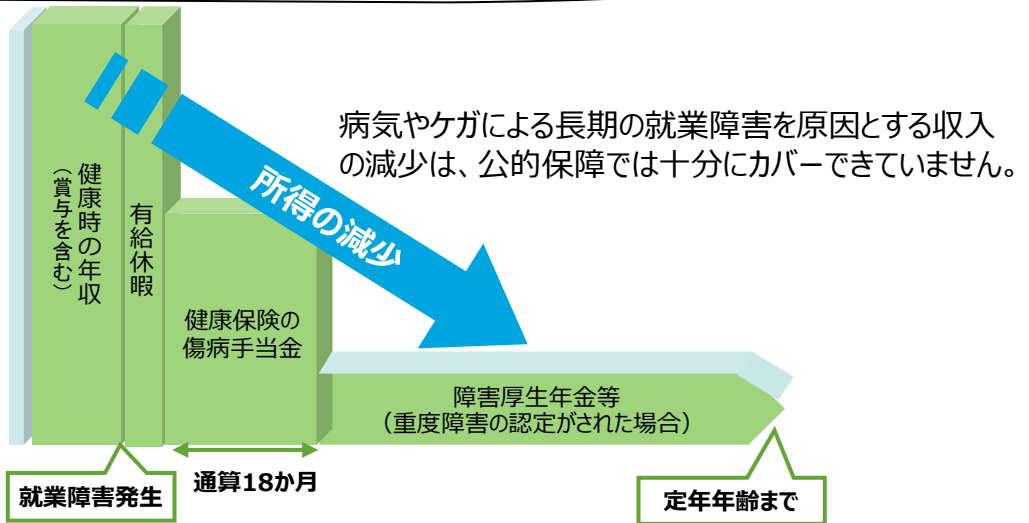 病気やケガによる長期の就業障害を原因とする収入
の減少は、公的保障では十分にカバーできていません。
健康時の年収
（賞与を含む）
有給休暇
所得の減少
健康保険の
傷病手当金
障害厚生年金等
（重度障害の認定がされた場合）
就業障害発生
通算18か月
定年年齢まで